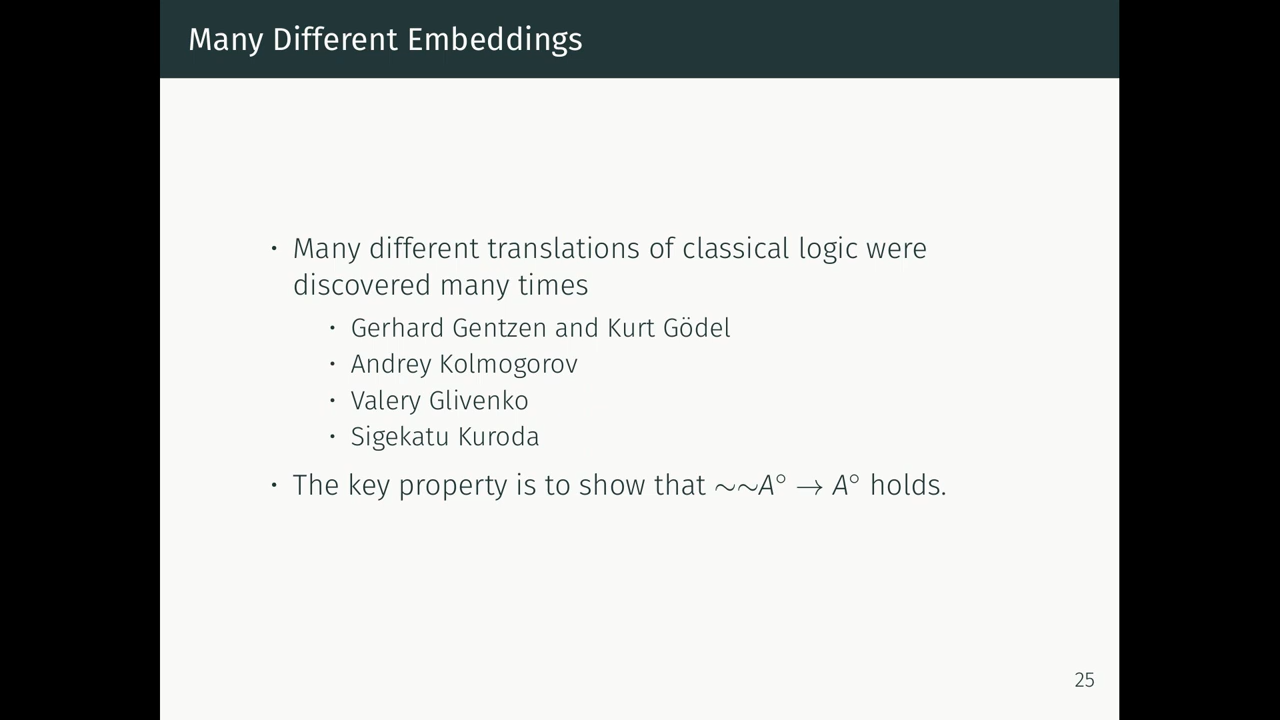 Many Different Embeddings
• Many different translations of classical logic were
discovered many times
• Gerhard Gentzen and Kurt Gödel
• Andrey Kolmogorov
• Valery Glivenko
• Sigekatu Kuroda
• The key property is to show that ∼∼A° → A° holds.
25